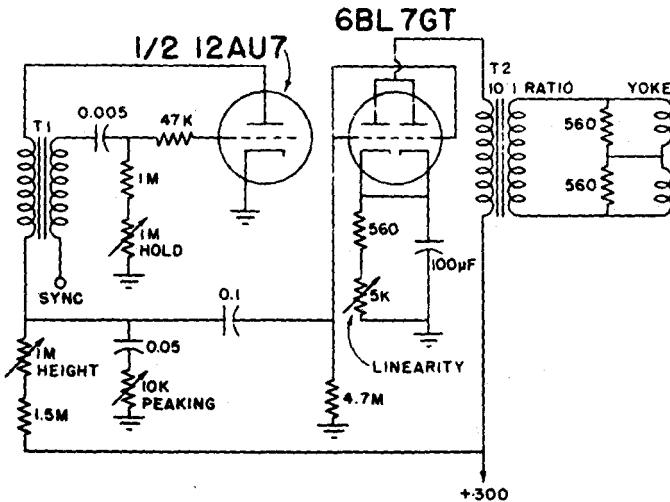 6BL7GT
1/2 12AU7
T2
10:1 RATIO
YOKE
0.005
47K
T1
560
560
1M
1M
HOLD
SYNC
560
100µF
5K
0.1
LINEARITY
1M
HEIGHT
0.05
10K
PEAKING
1.5M
4.7M
+300